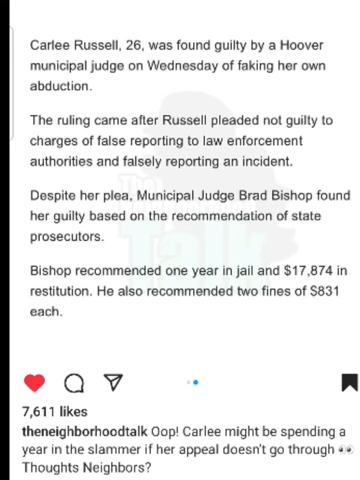 Carlee Russell, 26, was found guilty by a Hoover
municipal judge on Wednesday of faking her own
abduction.
The ruling came after Russell pleaded not guilty to
charges of false reporting to law enforcement
authorities and falsely reporting an incident.
Despite her plea, Municipal Judge Brad Bishop found
her guilty based on the recommendation of state
prosecutors.
Bishop recommended one year in jail and $17,874 in
restitution. He also recommended two fines of $831
each.
7,611 likes
theneighborhoodtalk Oop! Carlee might be spending a
year in the slammer if her appeal doesn't go through 👀
Thoughts Neighbors?